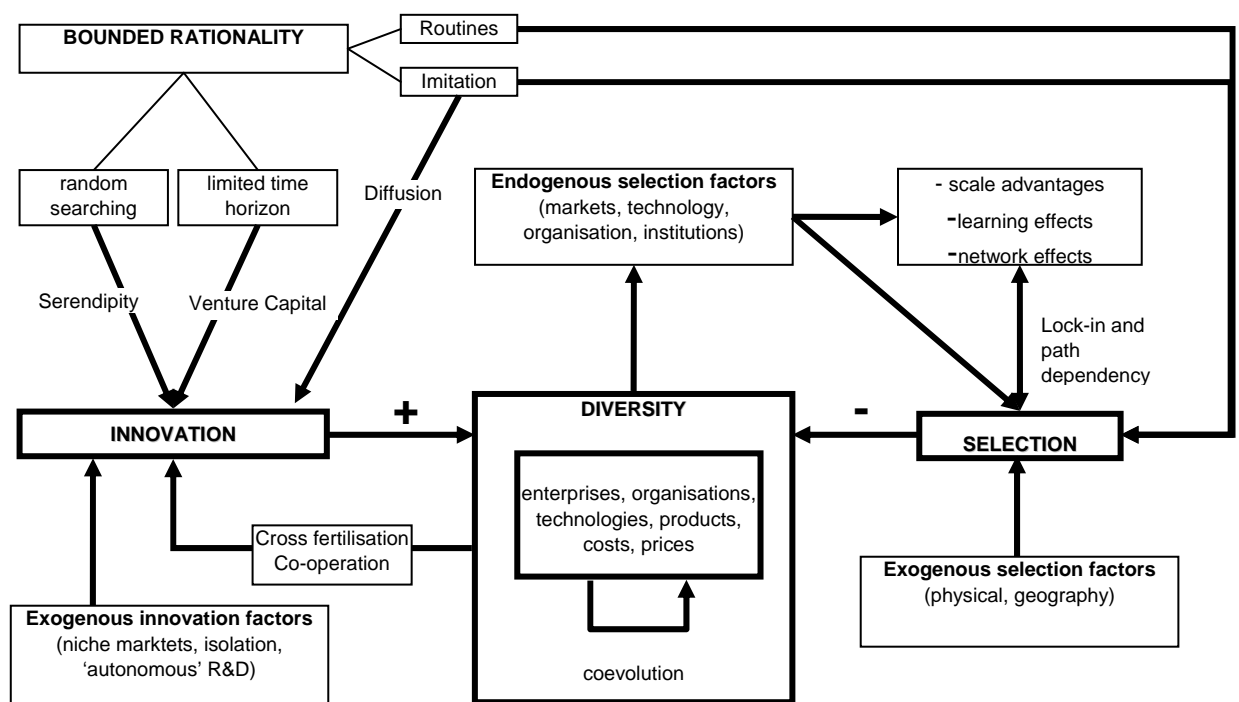 BOUNDED RATIONALITY
Routines
Imitation
random
searching
limited time
horizon
Diffusion
Serendipity
Venture Capital
Endogenous selection factors
(markets, technology,
organisation, institutions)
- scale advantages
-learning effects
-network effects
Lock-in and
path
dependency
INNOVATION
+
DIVERSITY
-
SELECTION
enterprises, organisations,
technologies, products,
costs, prices
coevolution
Cross fertilisation
Co-operation
Exogenous innovation factors
(niche marktets, isolation,
‘autonomous’ R&D)
Exogenous selection factors
(physical, geography)